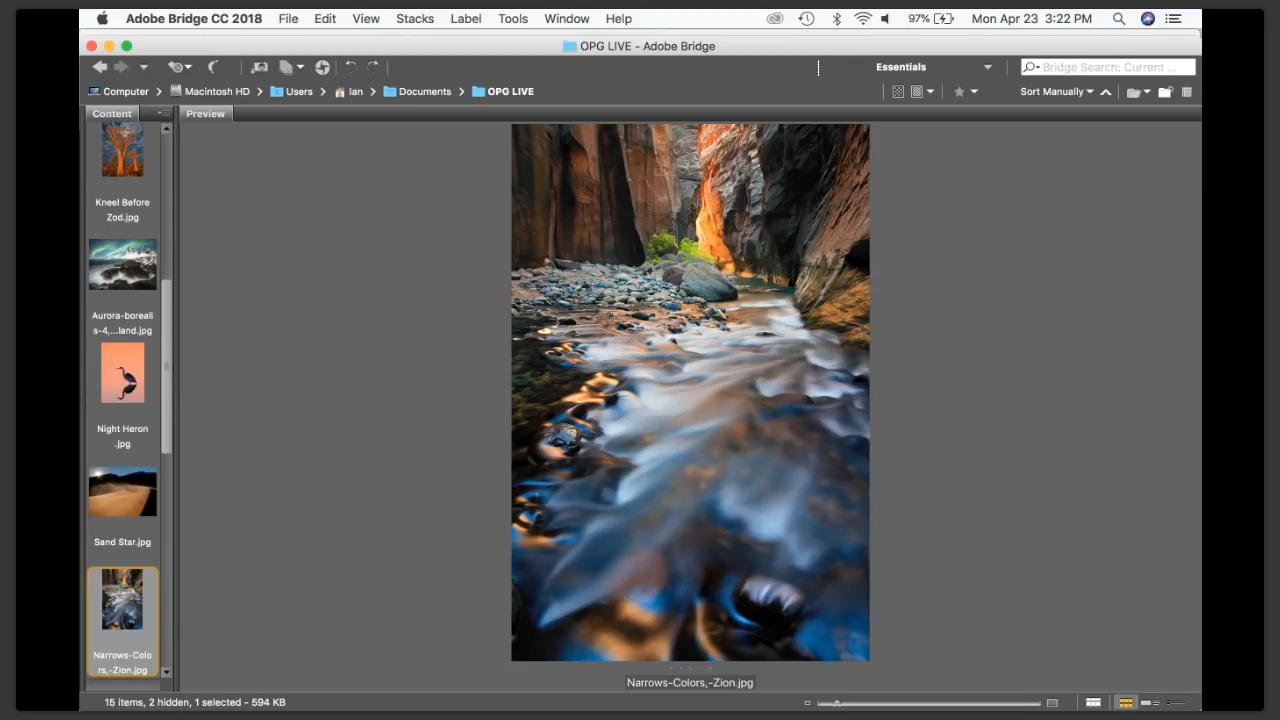 Adobe Bridge CC 2018 File Edit View Stacks Label Tools Window Help 97% Mon Apr 23 3:22 PM
OPG LIVE - Adobe Bridge
Essentials Bridge Search: Current ...
Computer Macintosh HD Users Ian Documents OPG LIVE Sort Manually
Content Preview
Kneel Before
Zod.jpg
Aurora-boreali
s-4,...land.jpg
Night Heron
.jpg
Sand Star.jpg
Narrows-Colo
rs,-Zion.jpg
Narrows-Colors,-Zion.jpg
15 items, 2 hidden, 1 selected - 594 KB